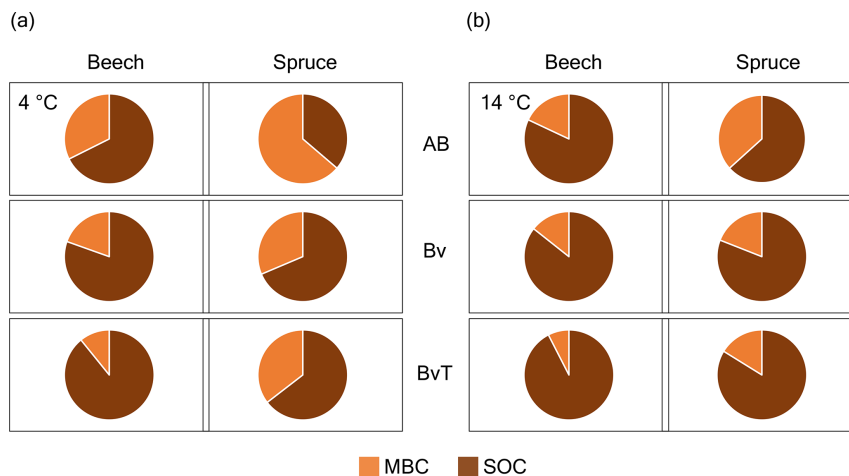 (a)
(b)
Beech
Spruce
Beech
Spruce
4 °C
14 °C
AB
Bv
BvT
MBC
SOC